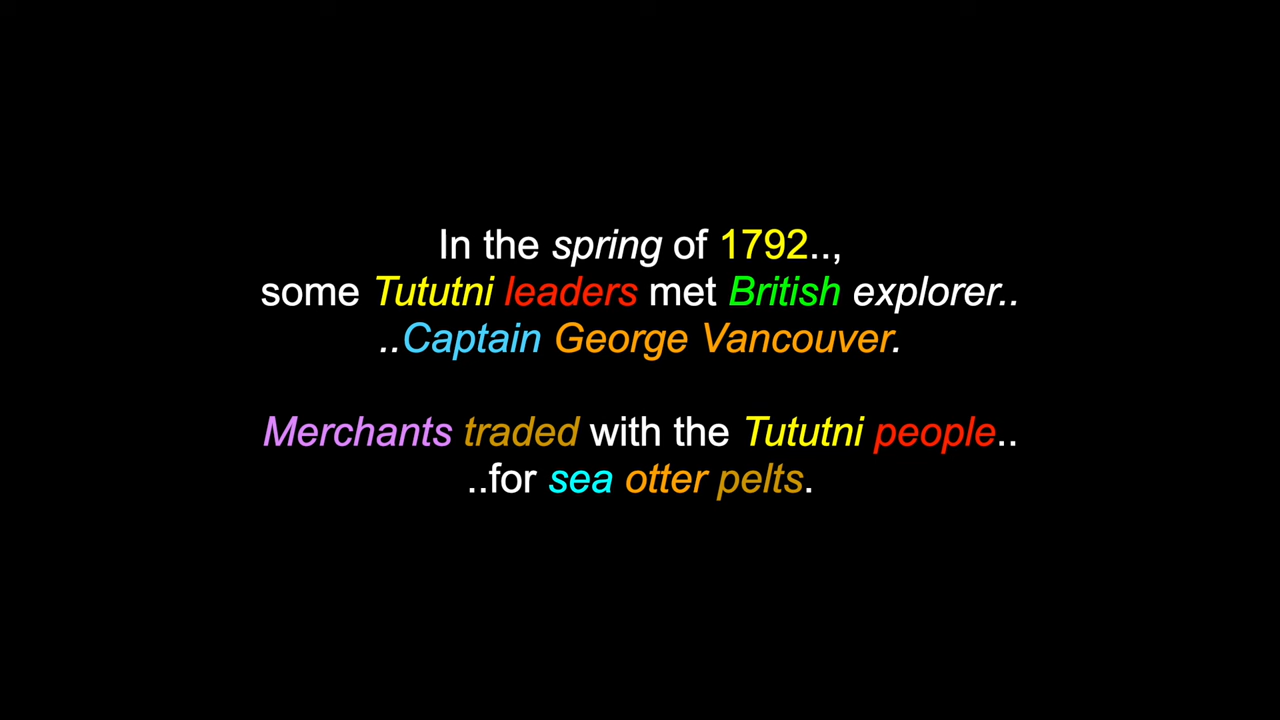 In the spring of 1792..,
some Tututni leaders met British explorer..
..Captain George Vancouver.
Merchants traded with the Tututni people..
..for sea otter pelts.